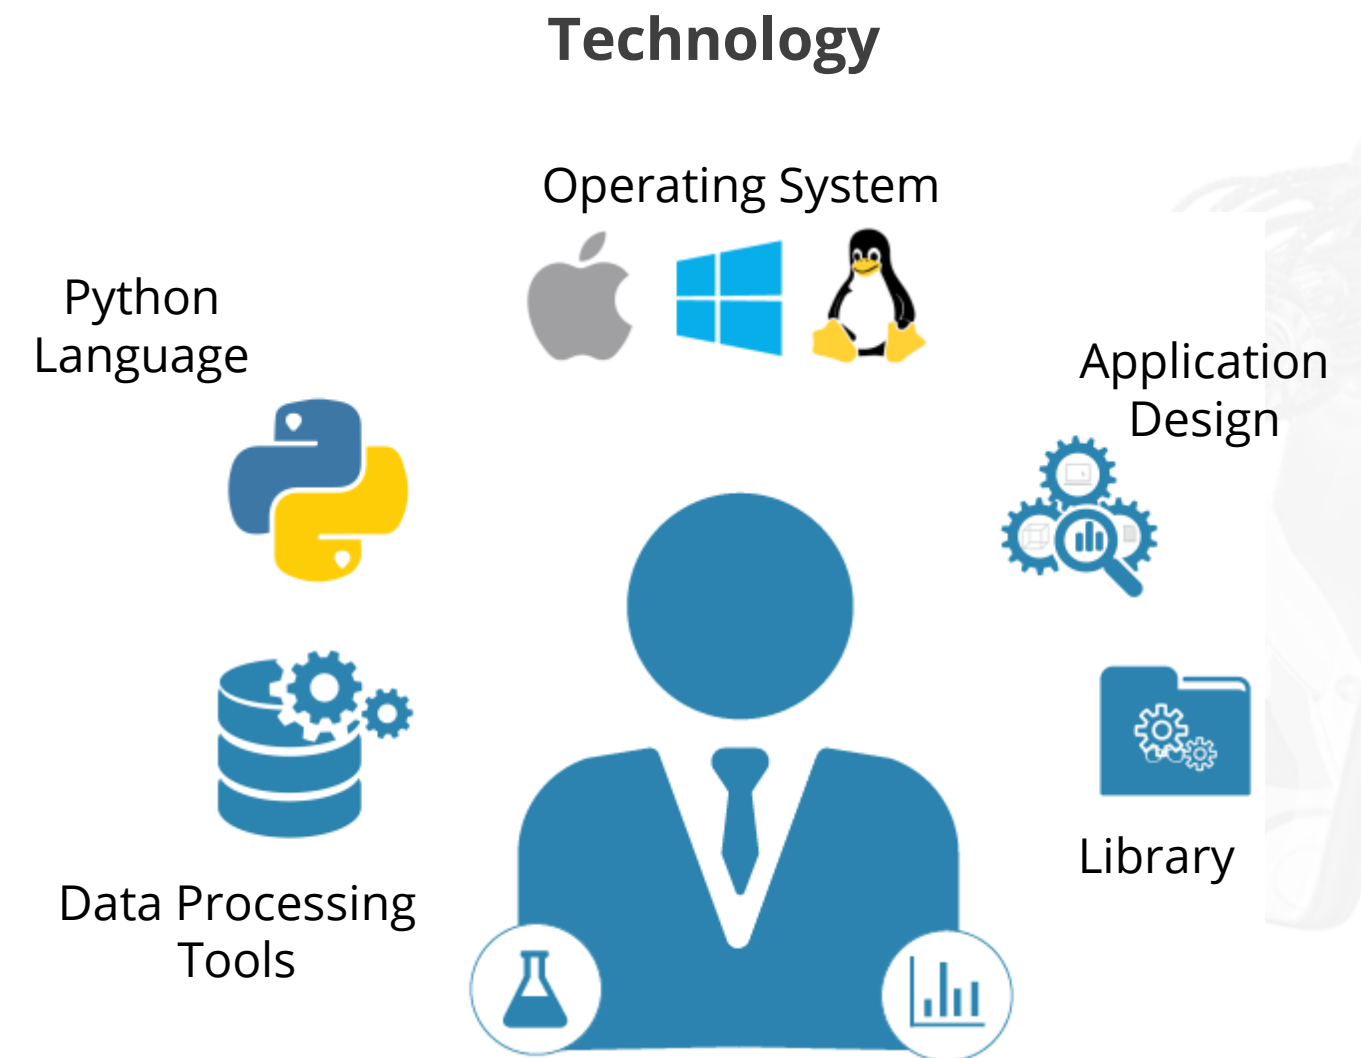 Technology
Operating System
Python
Language
Application
Design
Library
Data Processing
Tools